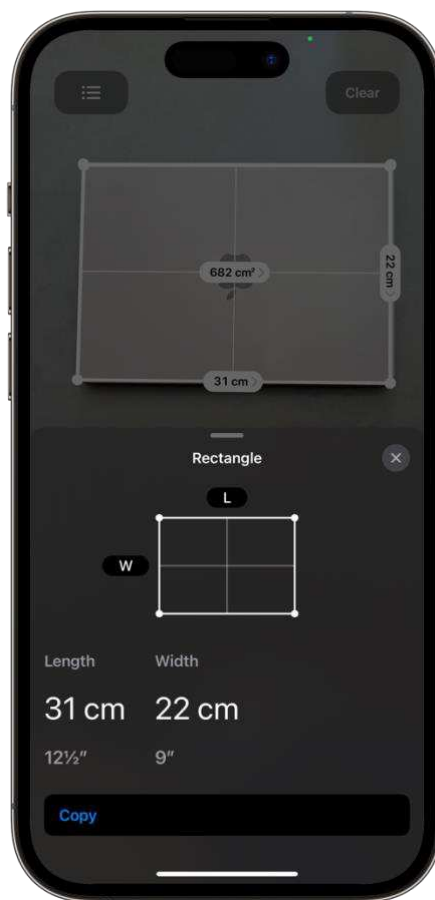 Clear
682 cm²
22 cm
31 cm
Rectangle
L
W
Length Width
31 cm 22 cm
12½” 9”
Copy